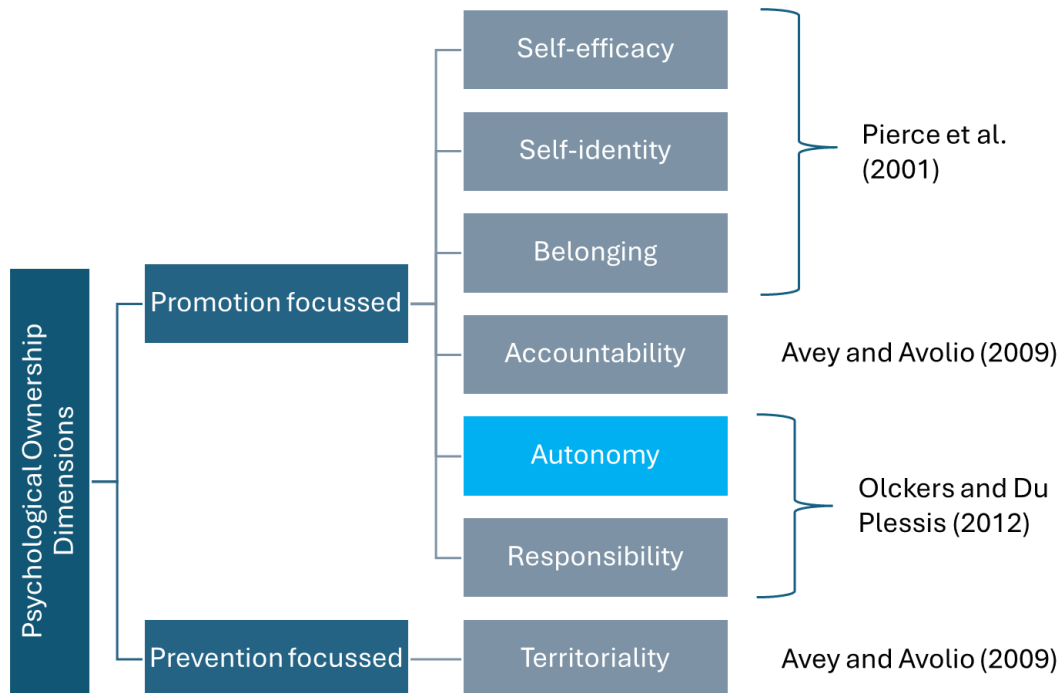 Psychological Ownership
Dimensions
Promotion focussed
Prevention focussed
Self-efficacy
Self-identity
Belonging
Accountability
Autonomy
Responsibility
Territoriality
Pierce et al.
(2001)
Avey and Avolio (2009)
Olckers and Du
Plessis (2012)
Avey and Avolio (2009)